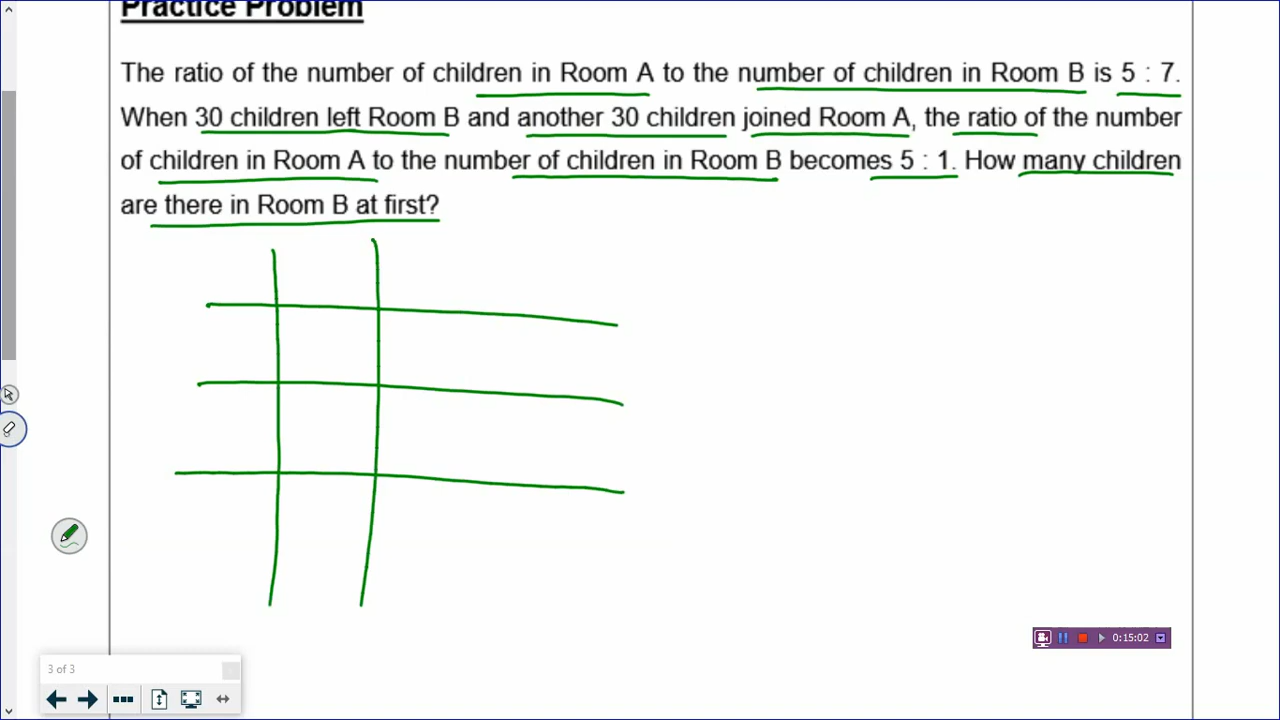 Practice Problem
The ratio of the number of children in Room A to the number of children in Room B is 5 : 7.
When 30 children left Room B and another 30 children joined Room A, the ratio of the number
of children in Room A to the number of children in Room B becomes 5 : 1. How many children
are there in Room B at first?
0:15:02
3 of 3